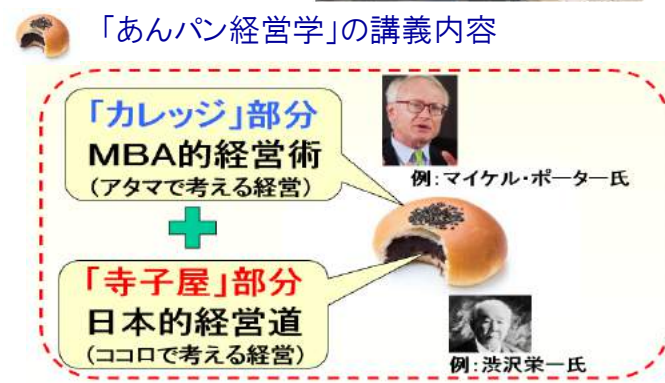 「あんパン経営学」の講義内容
「カレッジ」部分
MBA的経営術
（アタマで考える経営）
例：マイケル・ポーター氏
「寺子屋」部分
日本的経営道
（ココロで考える経営）
例：渋沢栄一氏